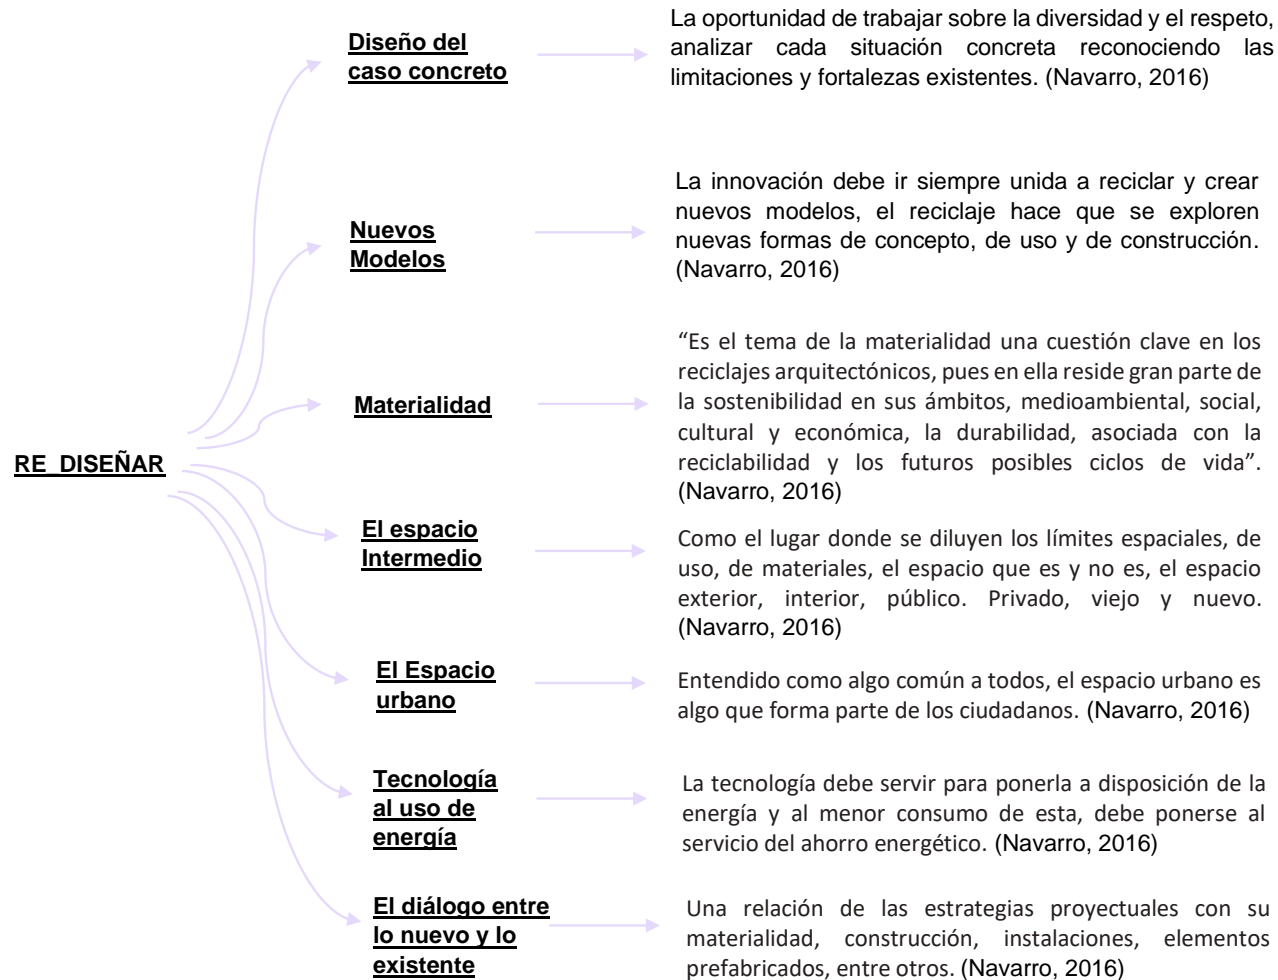 RE_DISEÑAR
Diseño del
caso concreto
La oportunidad de trabajar sobre la diversidad y el respeto,
analizar cada situación concreta reconociendo las
limitaciones y fortalezas existentes. (Navarro, 2016)
Nuevos
Modelos
La innovación debe ir siempre unida a reciclar y crear
nuevos modelos, el reciclaje hace que se exploren
nuevas formas de concepto, de uso y de construcción.
(Navarro, 2016)
Materialidad
“Es el tema de la materialidad una cuestión clave en los
reciclajes arquitectónicos, pues en ella reside gran parte de
la sostenibilidad en sus ámbitos, medioambiental, social,
cultural y económica, la durabilidad, asociada con la
reciclabilidad y los futuros posibles ciclos de vida”.
(Navarro, 2016)
El espacio
Intermedio
Como el lugar donde se diluyen los límites espaciales, de
uso, de materiales, el espacio que es y no es, el espacio
exterior, interior, público. Privado, viejo y nuevo.
(Navarro, 2016)
El Espacio
urbano
Entendido como algo común a todos, el espacio urbano es
algo que forma parte de los ciudadanos. (Navarro, 2016)
Tecnología
al uso de
energía
La tecnología debe servir para ponerla a disposición de la
energía y al menor consumo de esta, debe ponerse al
servicio del ahorro energético. (Navarro, 2016)
El diálogo entre
lo nuevo y lo
existente
Una relación de las estrategias proyectuales con su
materialidad, construcción, instalaciones, elementos
prefabricados, entre otros. (Navarro, 2016)